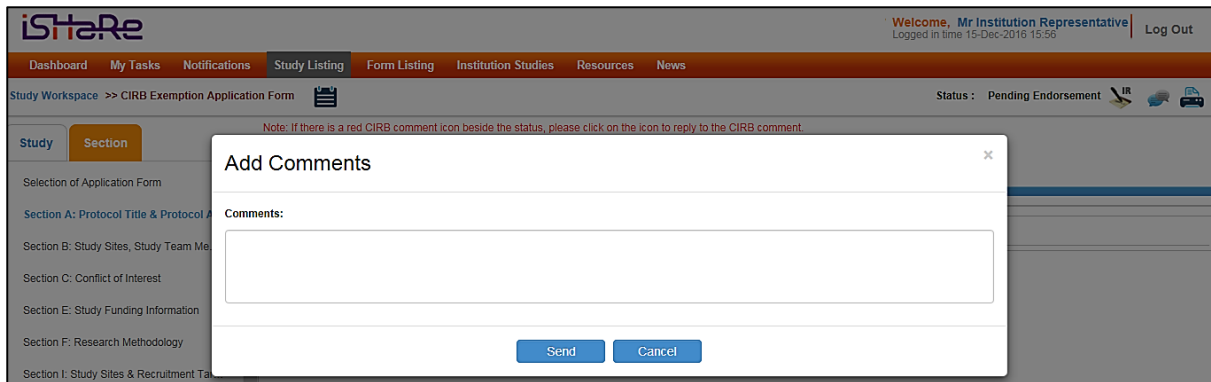 iSHaRe
Welcome, Mr Institution Representative
Logged in time 15-Dec-2016 15:56
Log Out
Dashboard My Tasks Notifications Study Listing Form Listing Institution Studies Resources News
Study Workspace >> CIRB Exemption Application Form
Status : Pending Endorsement IR
Note: If there is a red CIRB comment icon beside the status, please click on the icon to reply to the CIRB comment.
Study Section
Add Comments ×
Selection of Application Form
Section A: Protocol Title & Protocol A
Comments:
Section B: Study Sites, Study Team Me.
Section C: Conflict of Interest
Section E: Study Funding Information
Section F: Research Methodology
Send Cancel
Section I: Study Sites & Recruitment Tar